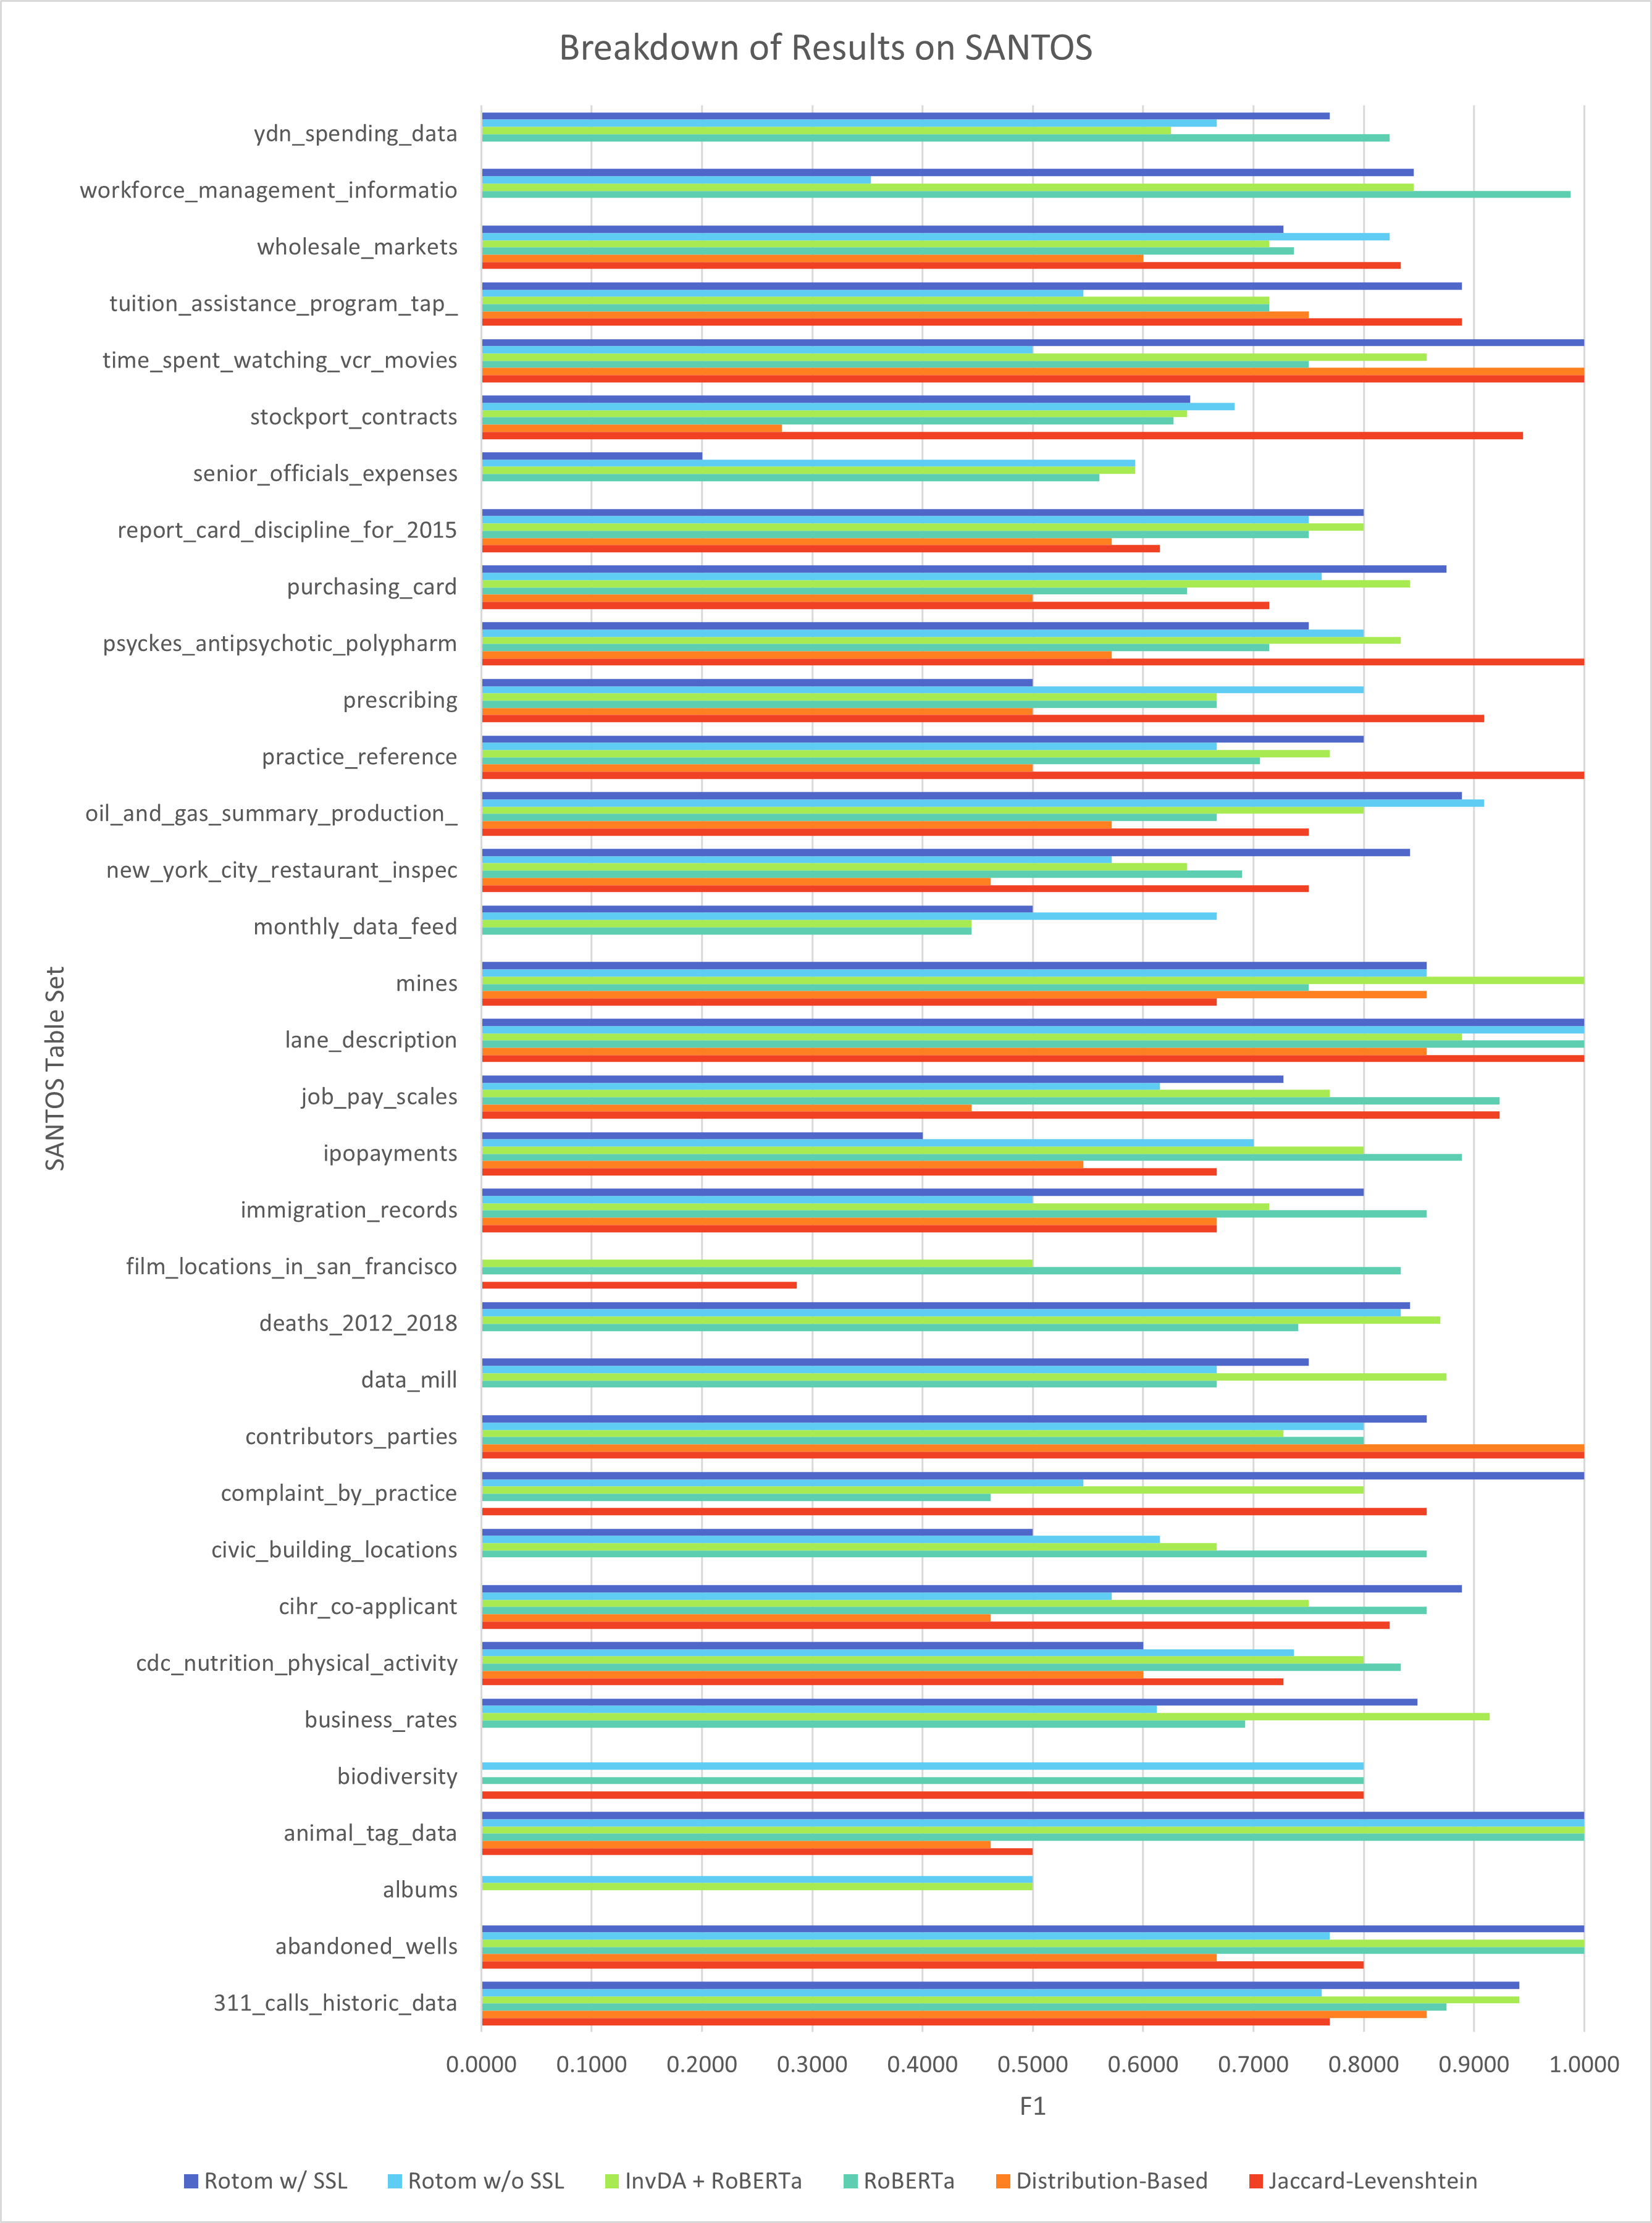 Breakdown of Results on SANTOS
ydn_spending_data
workforce_management_informatio
wholesale_markets
tuition_assistance_program_tap_
time_spent_watching_vcr_movies
stockport_contracts
senior_officials_expenses
report_card_discipline_for_2015
purchasing_card
psyckes_antipsychotic_polypharm
prescribing
practice_reference
oil_and_gas_summary_production_
new_york_city_restaurant_inspec
monthly_data_feed
mines
lane_description
job_pay_scales
ipopayments
immigration_records
film_locations_in_san_francisco
deaths_2012_2018
data_mill
contributors_parties
complaint_by_practice
civic_building_locations
cihr_co-applicant
cdc_nutrition_physical_activity
business_rates
biodiversity
animal_tag_data
albums
abandoned_wells
311_calls_historic_data
SANTOS Table Set
0.0000 0.1000 0.2000 0.3000 0.4000 0.5000 0.6000 0.7000 0.8000 0.9000 1.0000
F1
Rotom w/ SSL Rotom w/o SSL InvDA + RoBERTa RoBERTa Distribution-Based Jaccard-Levenshtein